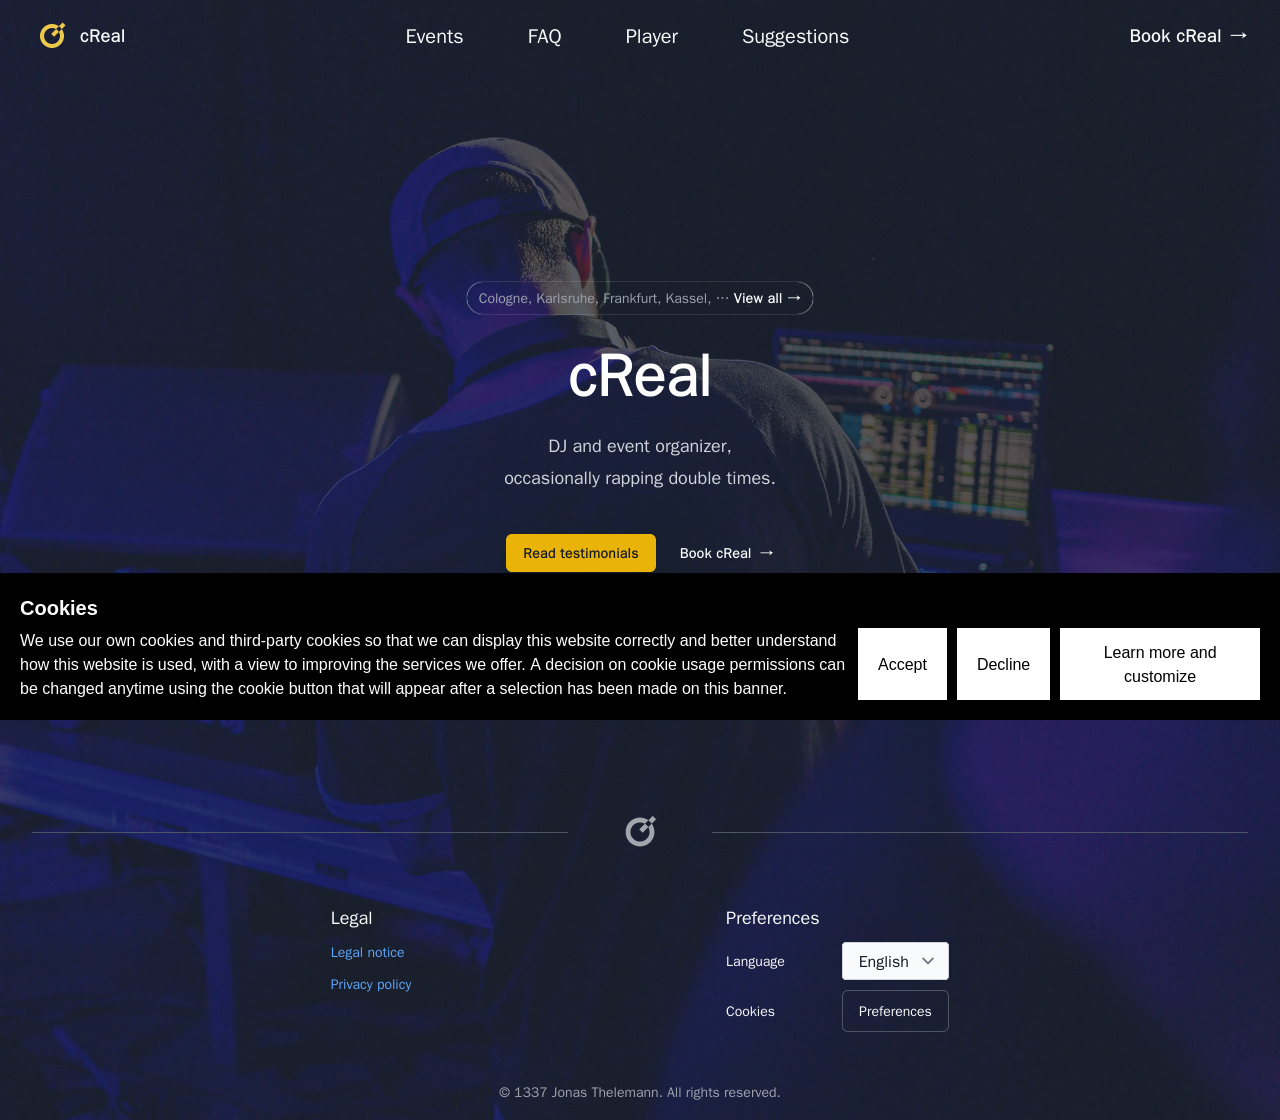 cReal
Events
FAQ
Player
Suggestions
Book cReal →
Cologne, Karlsruhe, Frankfurt, Kassel, ··· View all →
cReal
DJ and event organizer,
occasionally rapping double times.
Read testimonials
Book cReal →
Cookies
We use our own cookies and third-party cookies so that we can display this website correctly and better understand
how this website is used, with a view to improving the services we offer. A decision on cookie usage permissions can
be changed anytime using the cookie button that will appear after a selection has been made on this banner.
Accept
Decline
Learn more and
customize
Legal
Legal notice
Privacy policy
Preferences
Language
English
Cookies
Preferences
© 1337 Jonas Thelemann. All rights reserved.